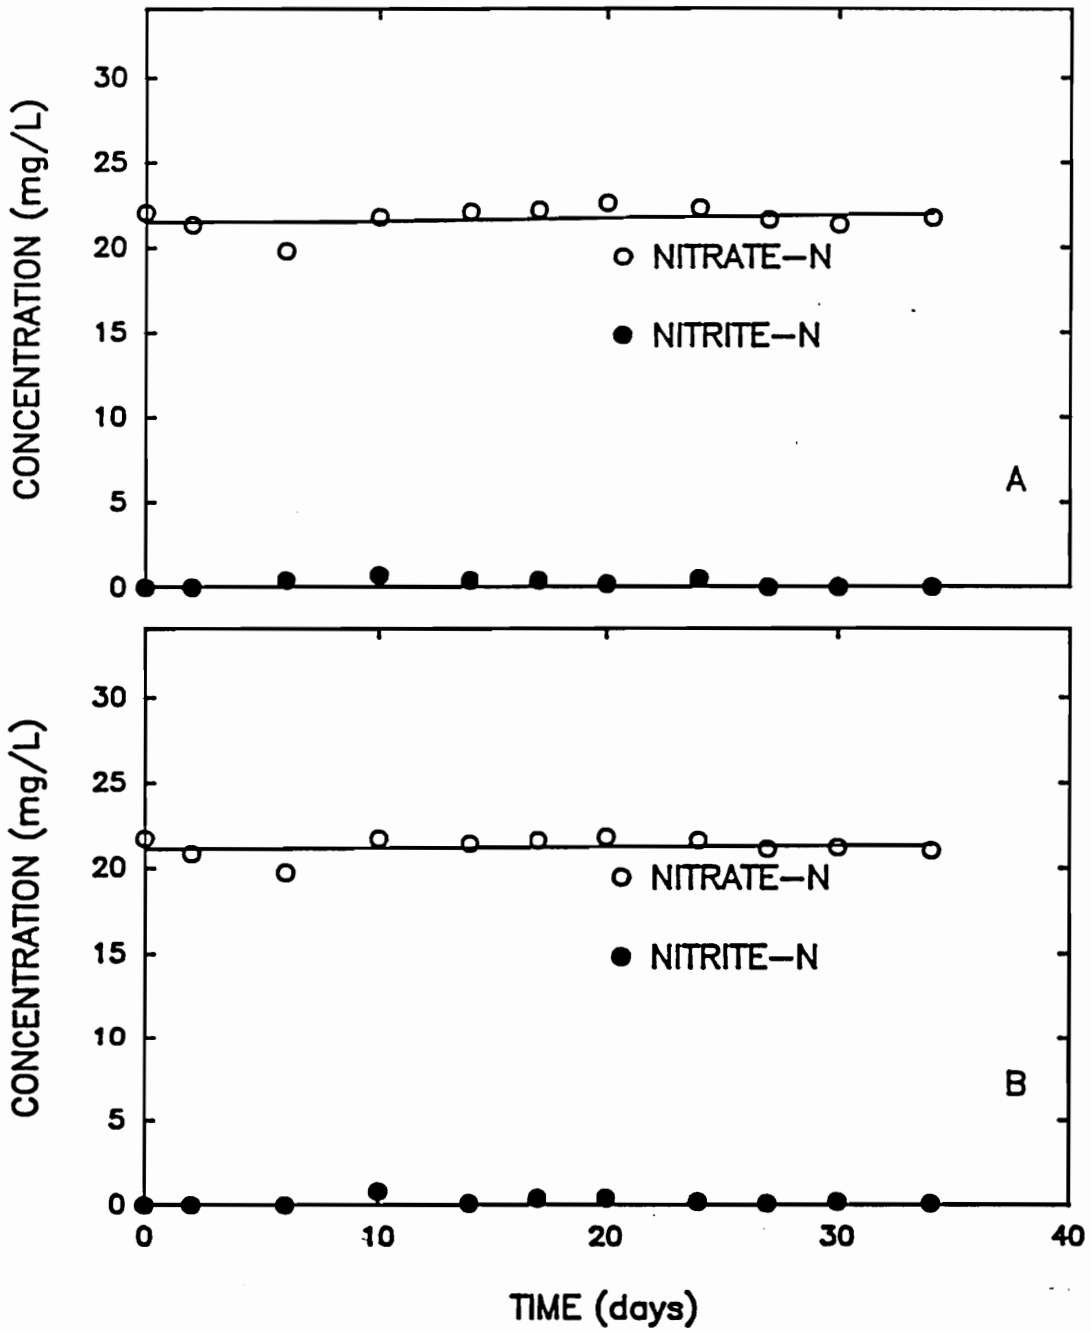 CONCENTRATION (mg/L)
30
25
20
15
10
5
0
NITRATE–N
NITRITE–N
A
CONCENTRATION (mg/L)
30
25
20
15
10
5
0
NITRATE–N
NITRITE–N
B
0 10 20 30 40
TIME (days)